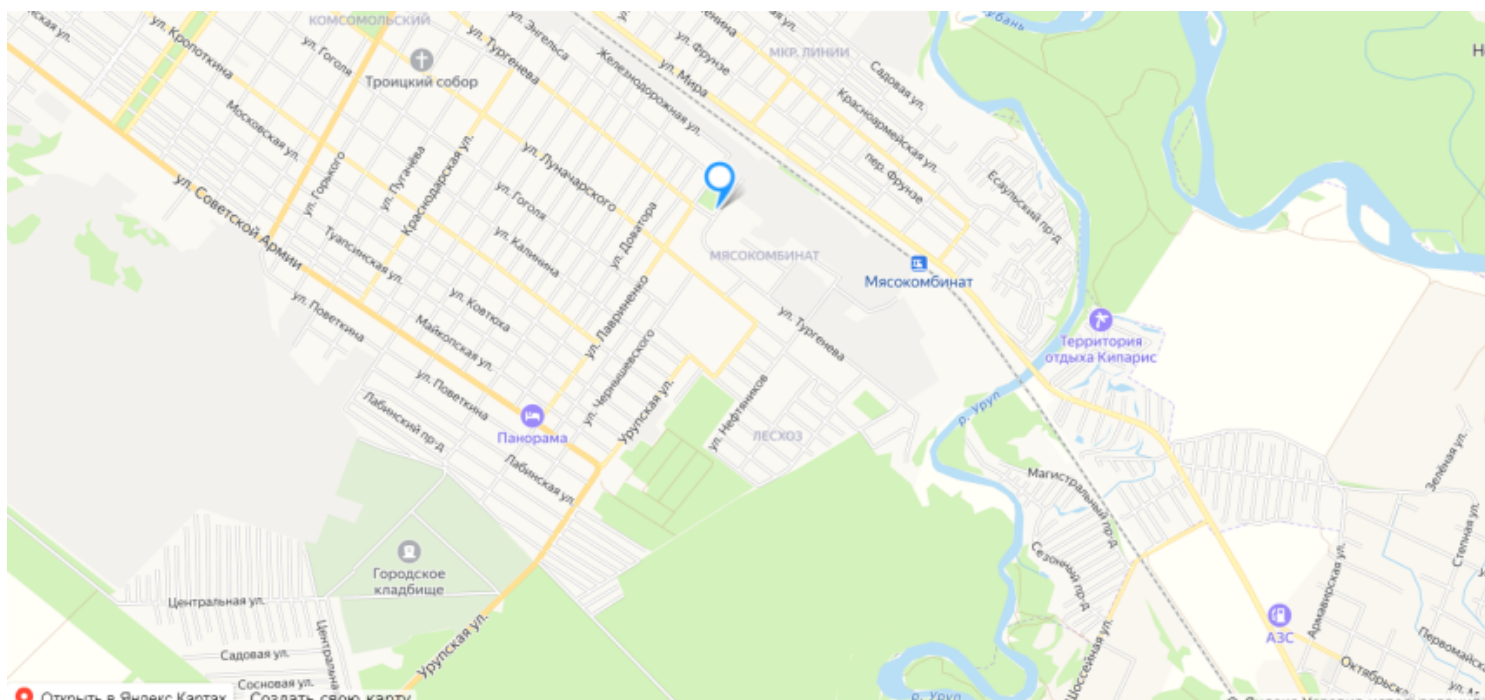 КОМСОМОЛЬСКИЙ
ул. Кропоткина
ул. Гоголя
Троицкий собор
ул. Тургенева
ул. Энгельса
Железнодорожная ул.
ул. Фрунзе
ул. Мира
МКР. ЛИНИИ
Садовая ул.
Красноармейская ул.
пер. Фрунзе
Есаульский пр-д
Московская ул.
ул. Горького
ул. Пугачёва
Краснодарская ул.
ул. Луначарского
ул. Гоголя
ул. Калинина
ул. Доватора
ул. Советской Армии
Туапсинская ул.
ул. Ковтюха
ул. Лавриненко
МЯСОКОМБИНАТ
Мясокомбинат
ул. Поветкина
Майкопская ул.
ул. Поветкина
ул. Чернышевского
ул. Тургенева
Территория
отдыха Кипарис
Лабинский пр-д
Панорама
Урупская ул.
ул. Нефтяников
ЛЕСХОЗ
р. Уруп
Лабинская ул.
Магистральный пр-д
Сезонный пр-д
Зелёная ул.
Степная ул.
Городское
кладбище
Центральная ул.
Центральна
Садовая ул.
Сосновая ул.
Урупская ул.
р. Уруп
Шоссейная ул.
АЗС
Армавирская ул.
Первомайска
Октябрьс
Открыть в Яндекс.Картах
Создать свою карту